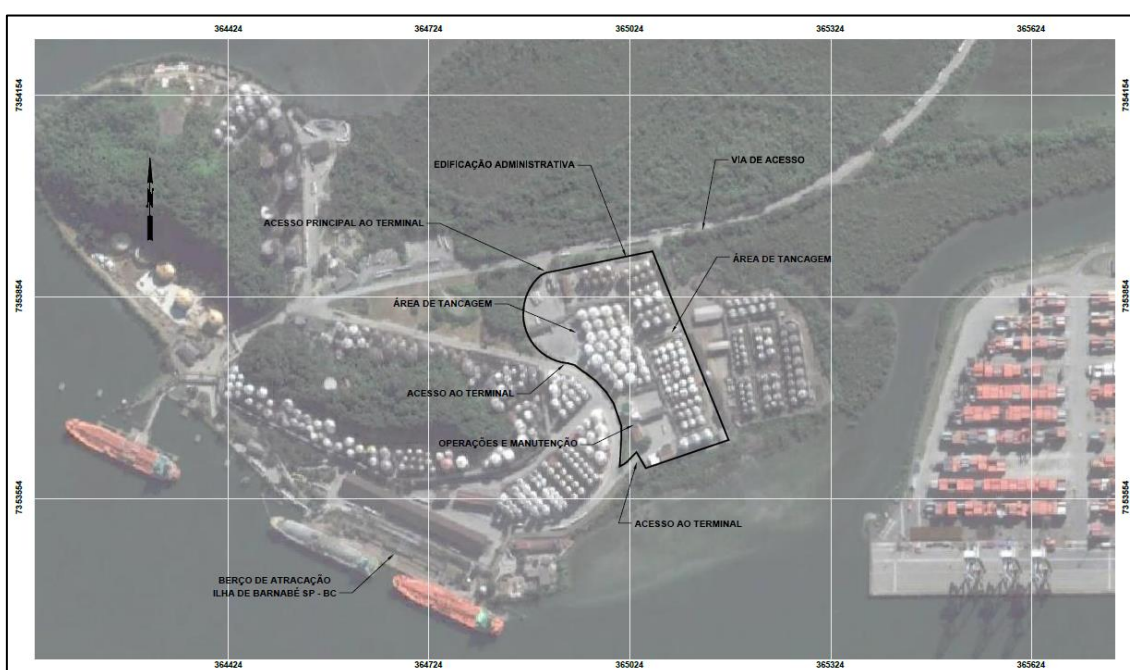 364424
364724
365024
365324
365624
7354154
7354154
EDIFICAÇÃO ADMINISTRATIVA
VIA DE ACESSO
ACESSO PRINCIPAL AO TERMINAL
ÁREA DE TANCAGEM
7353854
ÁREA DE TANCAGEM
7353854
ACESSO AO TERMINAL
OPERAÇÕES E MANUTENÇÃO
7353554
7353554
ACESSO AO TERMINAL
BERÇO DE ATRACAÇÃO
ILHA DE BARNABÉ SP - BC
364424
364724
365024
365324
365624